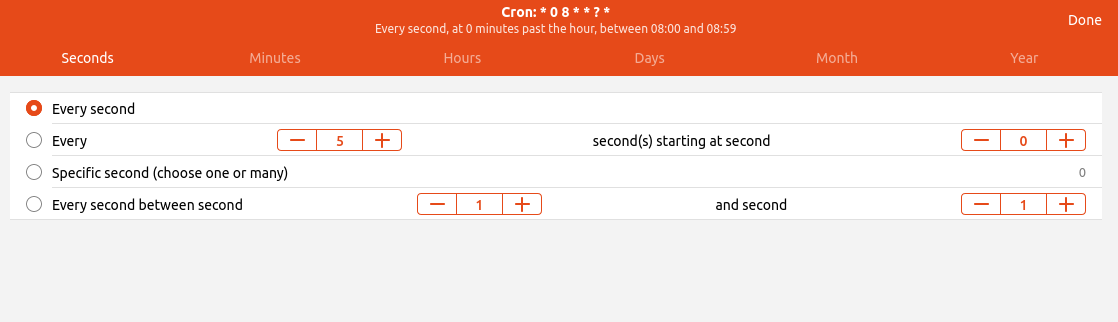 Cron: * 0 8 * * ? *
Every second, at 0 minutes past the hour, between 08:00 and 08:59
Done
Seconds Minutes Hours Days Month Year
Every second
Every — 5 + second(s) starting at second — 0 +
Specific second (choose one or many) 0
Every second between second — 1 + and second — 1 +